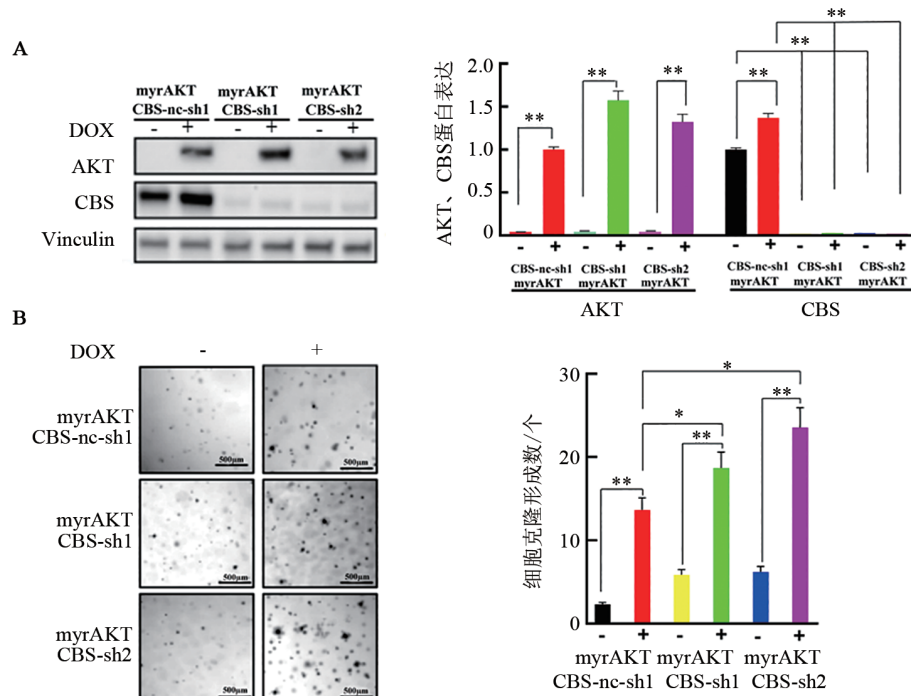 A
myrAKT myrAKT myrAKT
CBS-nc-sh1 CBS-sh1 CBS-sh2
DOX - + - + - +
AKT
CBS
Vinculin
AKT、CBS蛋白表达
2.0
1.5
1.0
0.5
0
** ** ** ** ** **
- + - + - + - + - + - +
CBS-nc-sh1 CBS-sh1 CBS-sh2 CBS-nc-sh1 CBS-sh1 CBS-sh2
myrAKT myrAKT myrAKT myrAKT myrAKT myrAKT
AKT CBS
B
DOX - +
myrAKT
CBS-nc-sh1
500μm 500μm
myrAKT
CBS-sh1
500μm 500μm
myrAKT
CBS-sh2
500μm 500μm
细胞克隆形成数/个
30
20
10
0
** * ** * **
- + - + - +
myrAKT myrAKT myrAKT
CBS-nc-sh1 CBS-sh1 CBS-sh2